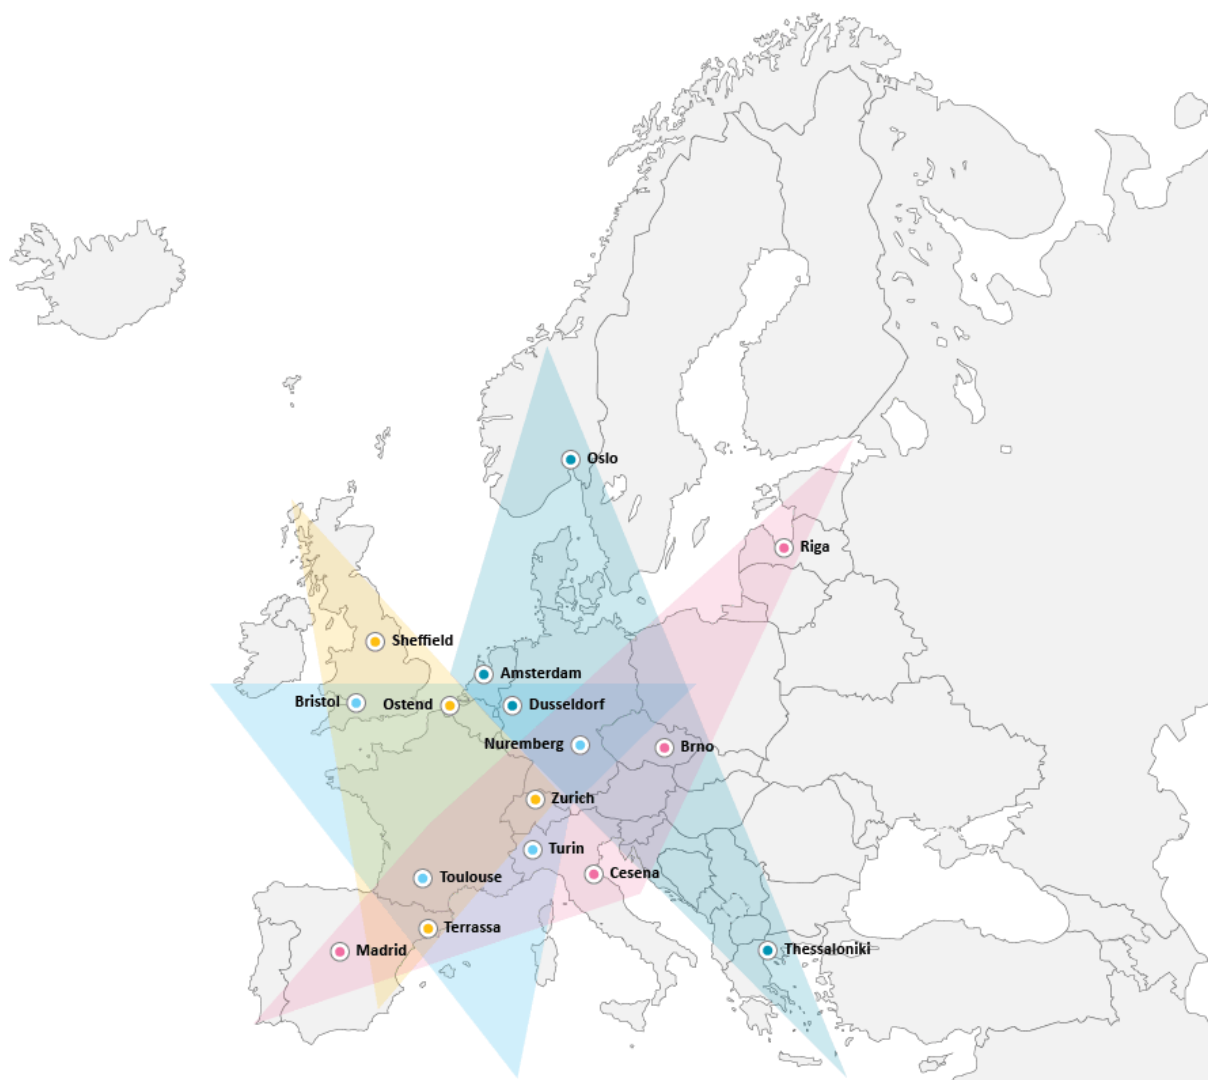 Oslo
Riga
Sheffield
Amsterdam
Bristol
Ostend
Dusseldorf
Nuremberg
Brno
Zurich
Turin
Cesena
Toulouse
Terrassa
Madrid
Thessaloniki